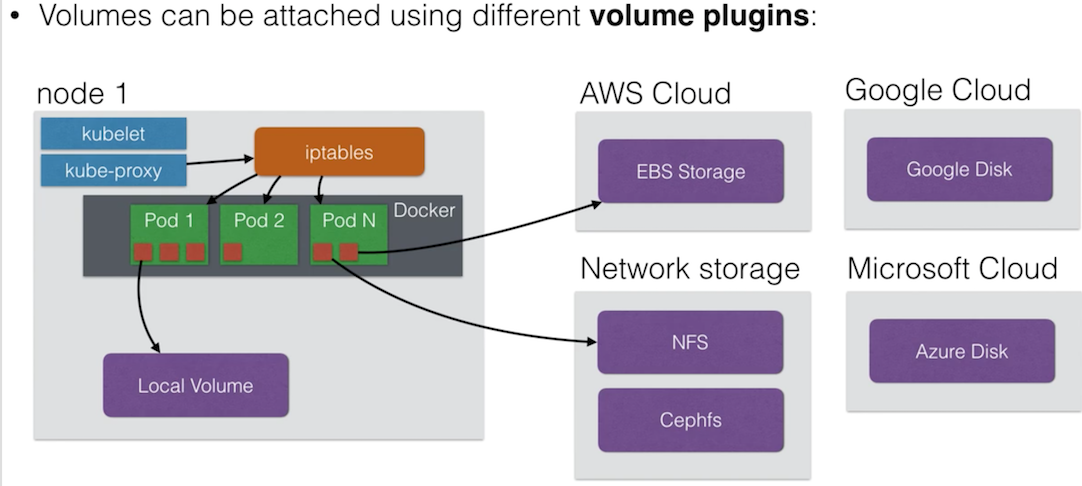 • Volumes can be attached using different volume plugins:
node 1
kubelet
kube-proxy
iptables
Docker
Pod 1
Pod 2
Pod N
Local Volume
AWS Cloud
EBS Storage
Google Cloud
Google Disk
Network storage
NFS
Cephfs
Microsoft Cloud
Azure Disk